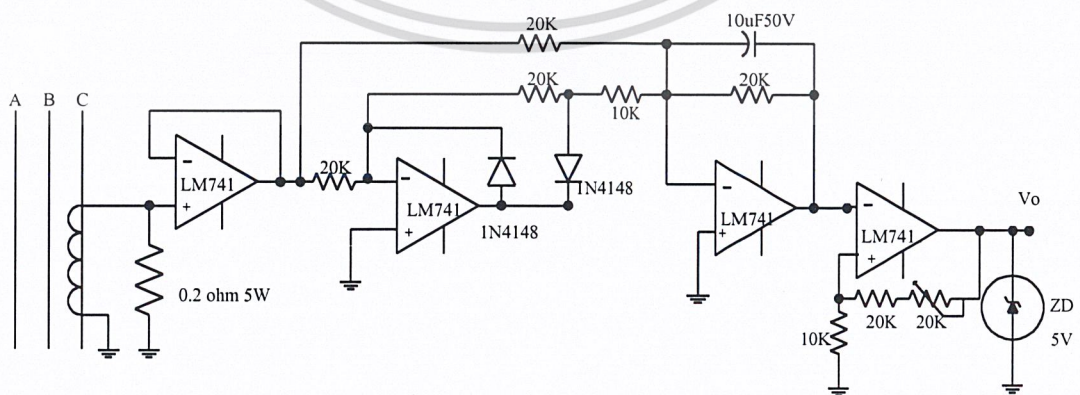 20K
10uF50V
20K
10K
20K
A B C
LM741
-
+
20K
LM741
-
+
1N4148
1N4148
LM741
-
+
LM741
-
+
Vo
0.2 ohm 5W
20K
20K
10K
ZD
5V